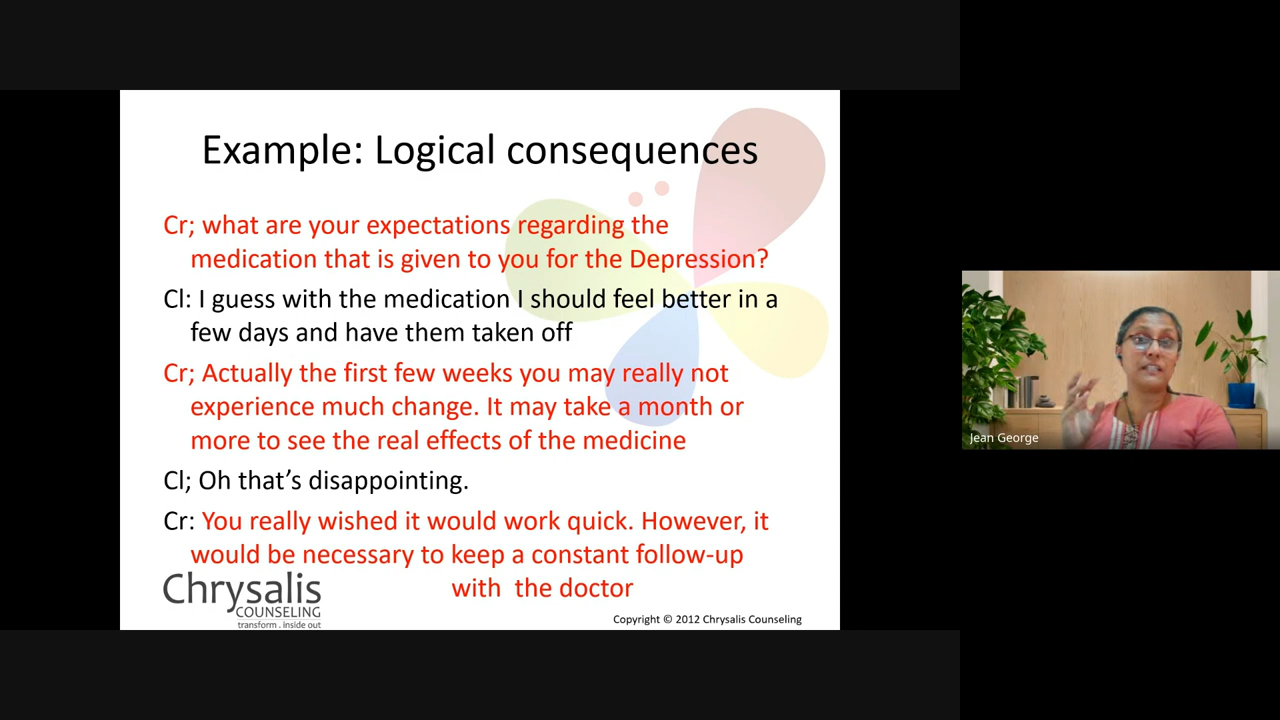 Example: Logical consequences
Cr; what are your expectations regarding the
medication that is given to you for the Depression?
Cl: I guess with the medication I should feel better in a
few days and have them taken off
Cr; Actually the first few weeks you may really not
experience much change. It may take a month or
more to see the real effects of the medicine
Cl; Oh that’s disappointing.
Cr: You really wished it would work quick. However, it
would be necessary to keep a constant follow-up
with the doctor
Chrysalis
COUNSELING
transform . inside out
Copyright © 2012 Chrysalis Counseling
Jean George